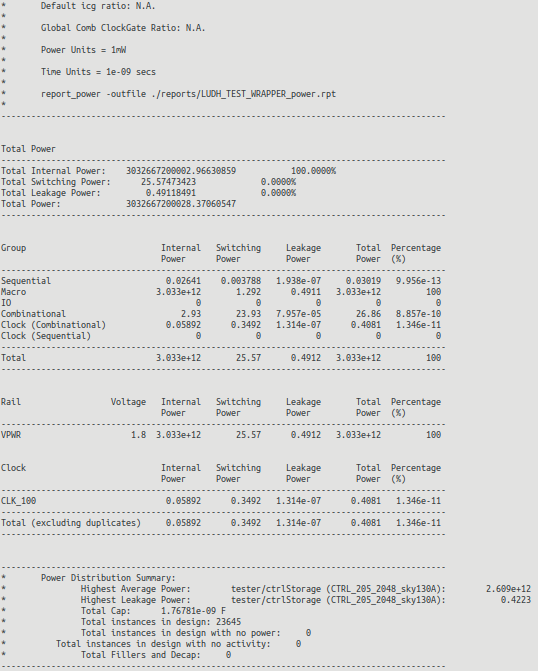 *       Default icg ratio: N.A.
*
*       Global Comb ClockGate Ratio: N.A.
*
*       Power Units = 1mW
*
*       Time Units = 1e-09 secs
*
*       report_power -outfile ./reports/LUDH_TEST_WRAPPER_power.rpt
*
-----------------------------------------------------------------------------------------
Total Power
-----------------------------------------------------------------------------------------
Total Internal Power:    3032667200002.96630859           100.0000%
Total Switching Power:      25.57473423             0.0000%
Total Leakage Power:         0.49118491             0.0000%
Total Power:             3032667200028.37060547
-----------------------------------------------------------------------------------------
Group                           Internal   Switching     Leakage       Total  Percentage
                                Power      Power         Power         Power  (%)
-----------------------------------------------------------------------------------------
Sequential                       0.02641    0.003788   1.938e-07     0.03019   9.956e-13
Macro                          3.033e+12       1.292      0.4911   3.033e+12         100
IO                                     0           0           0           0           0
Combinational                       2.93       23.93   7.957e-05       26.86   8.857e-10
Clock (Combinational)            0.05892      0.3492   1.314e-07      0.4081   1.346e-11
Clock (Sequential)                     0           0           0           0           0
-----------------------------------------------------------------------------------------
Total                          3.033e+12       25.57      0.4912   3.033e+12         100
-----------------------------------------------------------------------------------------
Rail                  Voltage   Internal   Switching     Leakage       Total  Percentage
                                Power      Power         Power         Power  (%)
-----------------------------------------------------------------------------------------
VPWR                      1.8  3.033e+12       25.57      0.4912   3.033e+12         100
Clock                           Internal   Switching     Leakage       Total  Percentage
                                Power      Power         Power         Power  (%)
-----------------------------------------------------------------------------------------
CLK_100                          0.05892      0.3492   1.314e-07      0.4081   1.346e-11
-----------------------------------------------------------------------------------------
Total (excluding duplicates)     0.05892      0.3492   1.314e-07      0.4081   1.346e-11
-----------------------------------------------------------------------------------------
-----------------------------------------------------------------------------------------
*       Power Distribution Summary:
*               Highest Average Power:        tester/ctrlStorage (CTRL_205_2048_sky130A):        2.609e+12
*               Highest Leakage Power:        tester/ctrlStorage (CTRL_205_2048_sky130A):           0.4223
*               Total Cap:      1.76781e-09 F
*               Total instances in design: 23645
*               Total instances in design with no power:     0
*          Total instances in design with no activity:     0
*               Total Fillers and Decap:     0
-----------------------------------------------------------------------------------------